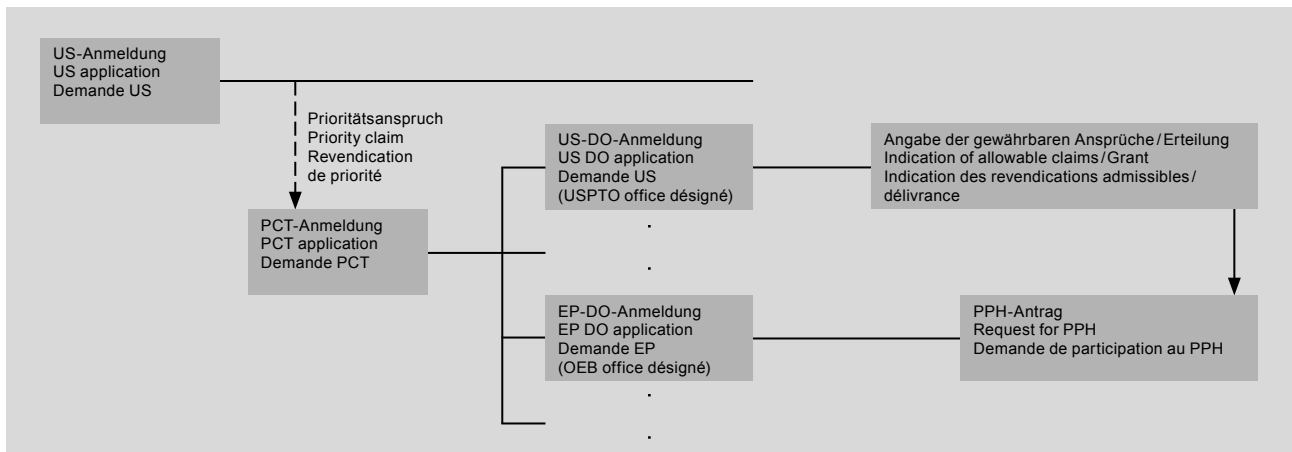 US-Anmeldung
US application
Demande US
Prioritätsanspruch
Priority claim
Revendication
de priorité
PCT-Anmeldung
PCT application
Demande PCT
US-DO-Anmeldung
US DO application
Demande US
(USPTO office désigné)
.
.
Angabe der gewährbaren Ansprüche/Erteilung
Indication of allowable claims/Grant
Indication des revendications admissibles/
délivrance
EP-DO-Anmeldung
EP DO application
Demande EP
(OEB office désigné)
.
.
PPH-Antrag
Request for PPH
Demande de participation au PPH